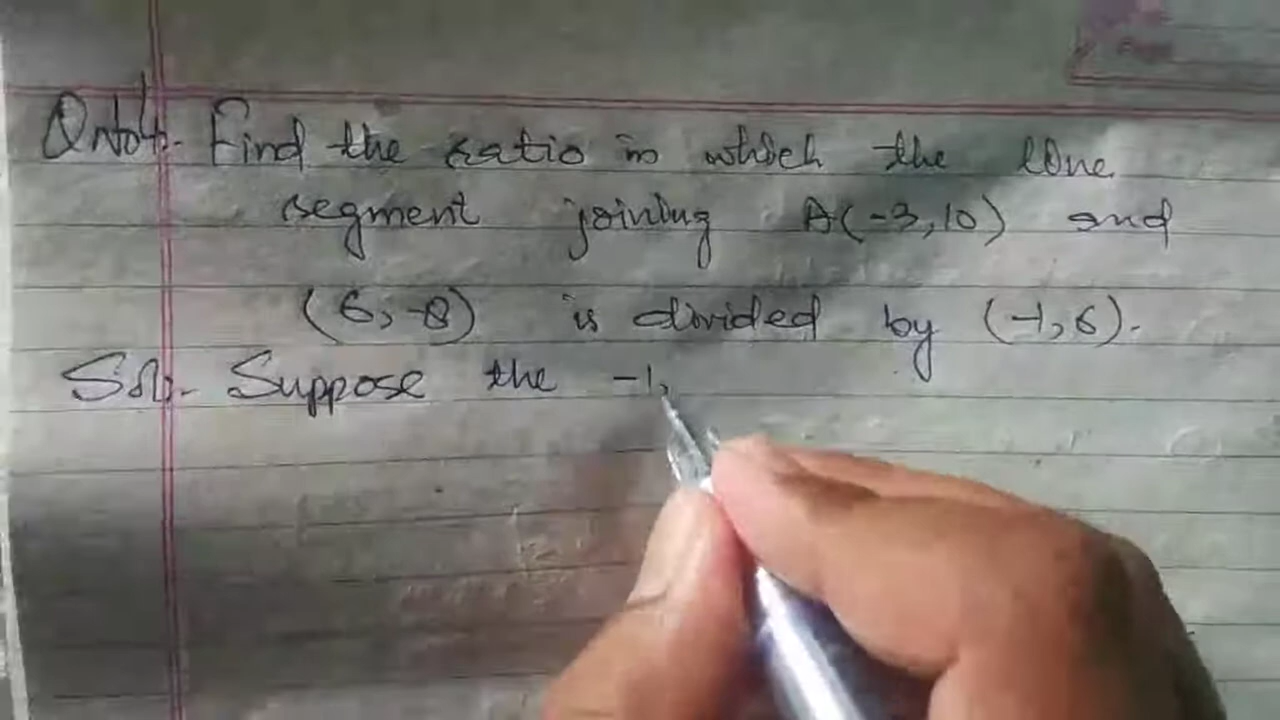 Q No4:- Find the ratio in which the line
segment joining A(-3,10) and
(6,-8) is divided by (-1,6).
Sol:- Suppose the -1,